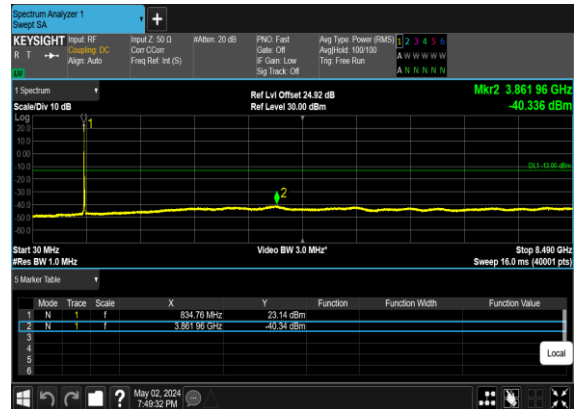 Spectrum Analyzer 1
Swept SA
+
KEYSIGHT Input: RF Input Z: 50 Ω #Atten: 20 dB PNO: Fast Avg Type: Power (RMS) 1 2 3 4 5 6
R T Coupling: DC Corr CCorr Gate: Off Avg|Hold: 100/100 A W W W W W
Align: Auto Freq Ref: Int (S) IF Gain: Low Trig: Free Run
Sig Track: Off A N N N N N
1 Spectrum Ref Lvl Offset 24.92 dB Mkr2 3.861 96 GHz
Scale/Div 10 dB Ref Level 30.00 dBm -40.336 dBm
Log
1
20.0
10.0
0.00
-10.0
DL1 -13.00 dBm
-20.0
-30.0
2
-40.0
-50.0
-60.0
Start 30 MHz Video BW 3.0 MHz* Stop 8.490 GHz
#Res BW 1.0 MHz Sweep 16.0 ms (40001 pts)
5 Marker Table
Mode Trace Scale X Y Function Function Width Function Value
1 N 1 f 834.76 MHz 23.14 dBm
2 N 1 f 3.861 96 GHz -40.34 dBm
3
4
5
6
Local
? May 02, 2024
7:49:32 PM